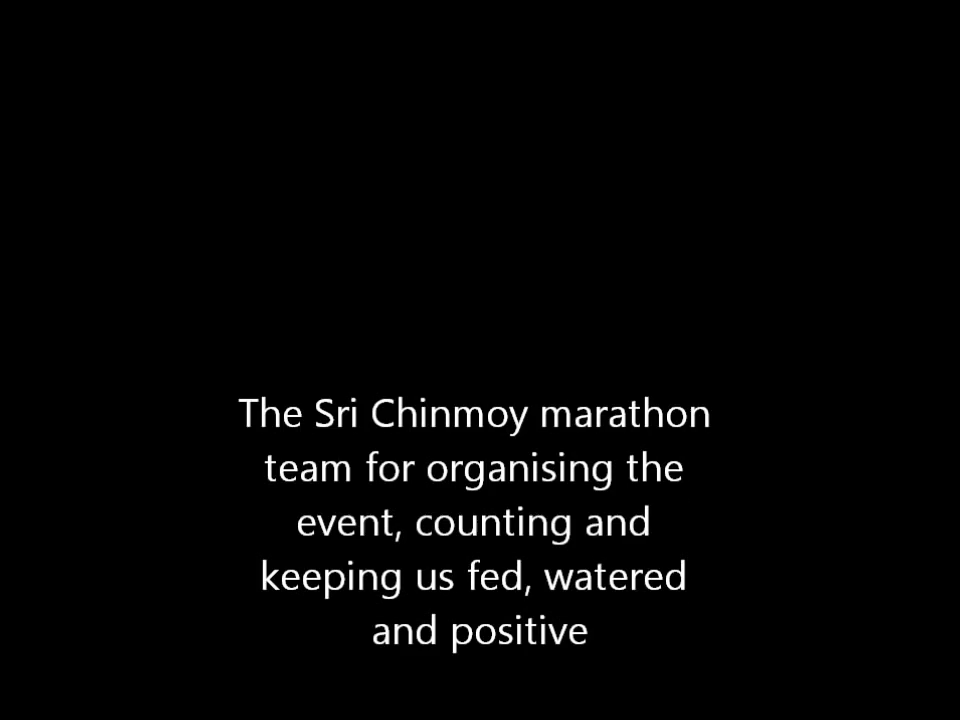 The Sri Chinmoy marathon
team for organising the
event, counting and
keeping us fed, watered
and positive